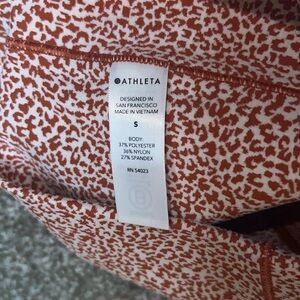 ATHLETA
DESIGNED IN
SAN FRANCISCO
MADE IN VIETNAM
S
BODY:
37% POLYESTER
36% NYLON
27% SPANDEX
RN 54023
B